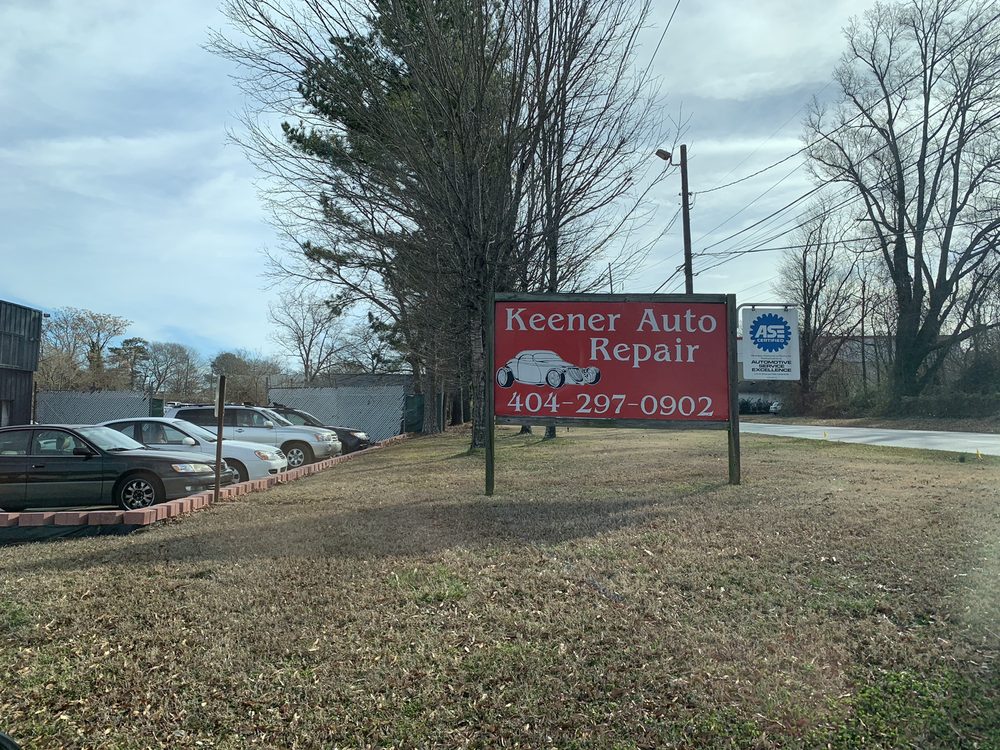 Keener Auto
Repair
404-297-0902
ASE
CERTIFIED
AUTOMOTIVE
SERVICE
EXCELLENCE